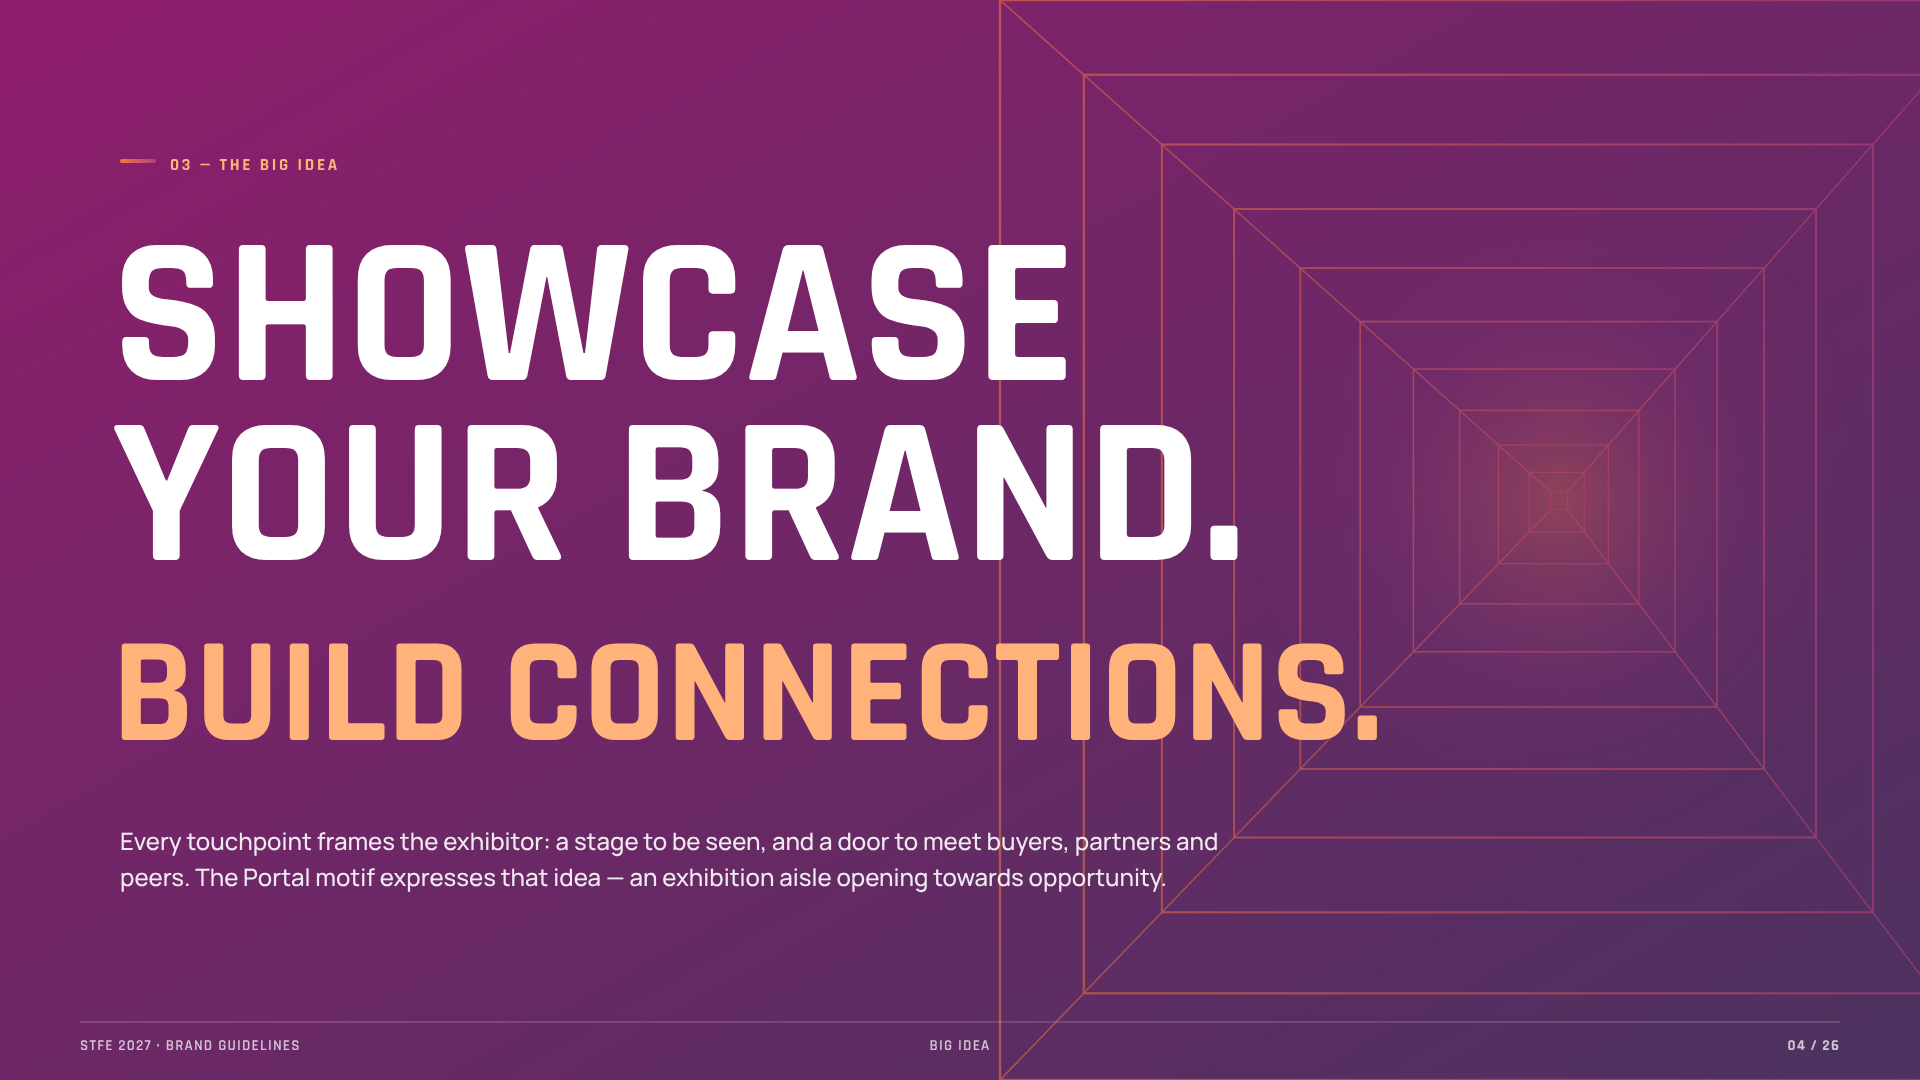 03 — THE BIG IDEA
SHOWCASE
YOUR BRAND.
BUILD CONNECTIONS.
Every touchpoint frames the exhibitor: a stage to be seen, and a door to meet buyers, partners and
peers. The Portal motif expresses that idea — an exhibition aisle opening towards opportunity.
STFE 2027 · BRAND GUIDELINES
BIG IDEA
04 / 26